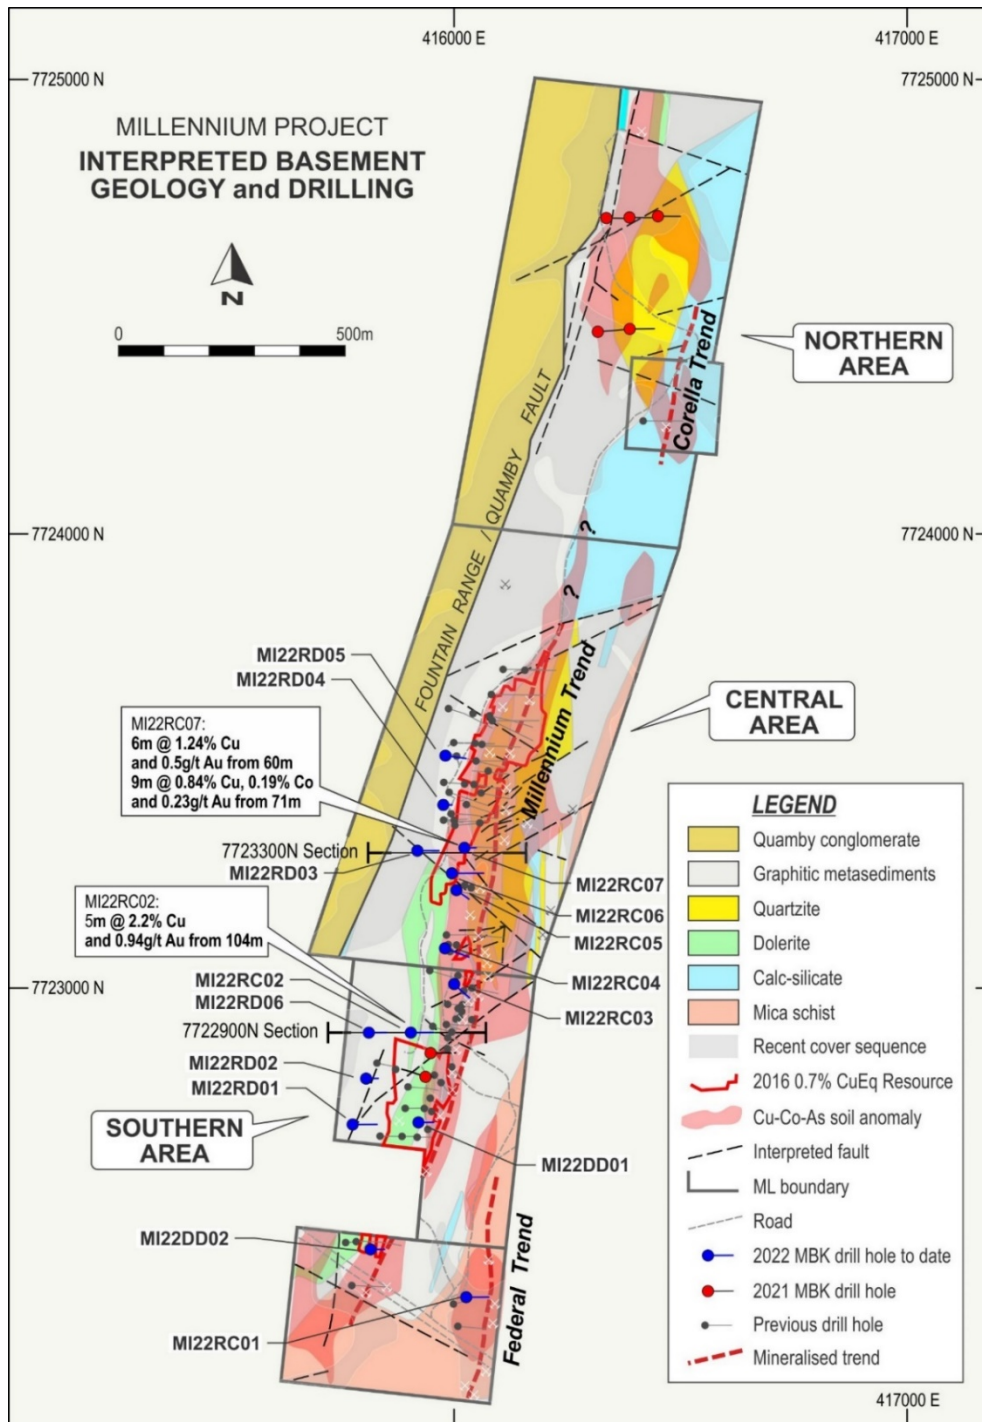 416000 E
417000 E
7725000 N
7725000 N
MILLENNIUM PROJECT
INTERPRETED BASEMENT
GEOLOGY and DRILLING
N
0
500m
NORTHERN
AREA
Corella Trend
FOUNTAIN RANGE / QUAMBY FAULT
7724000 N
7724000 N
?
?
MI22RD05
MI22RD04
Millennium Trend
CENTRAL
AREA
MI22RC07:
6m @ 1.24% Cu
and 0.5g/t Au from 60m
9m @ 0.84% Cu, 0.19% Co
and 0.23g/t Au from 71m
7723300N Section
MI22RD03
MI22RC07
MI22RC06
MI22RC05
MI22RC02:
5m @ 2.2% Cu
and 0.94g/t Au from 104m
MI22RC04
MI22RC02
7723000 N
MI22RD06
MI22RC03
7722900N Section
MI22RD02
MI22RD01
SOUTHERN
AREA
MI22DD01
MI22DD02
Federal Trend
MI22RC01
LEGEND
Quamby conglomerate
Graphitic metasediments
Quartzite
Dolerite
Calc-silicate
Mica schist
Recent cover sequence
2016 0.7% CuEq Resource
Cu-Co-As soil anomaly
Interpreted fault
ML boundary
Road
2022 MBK drill hole to date
2021 MBK drill hole
Previous drill hole
Mineralised trend
417000 E